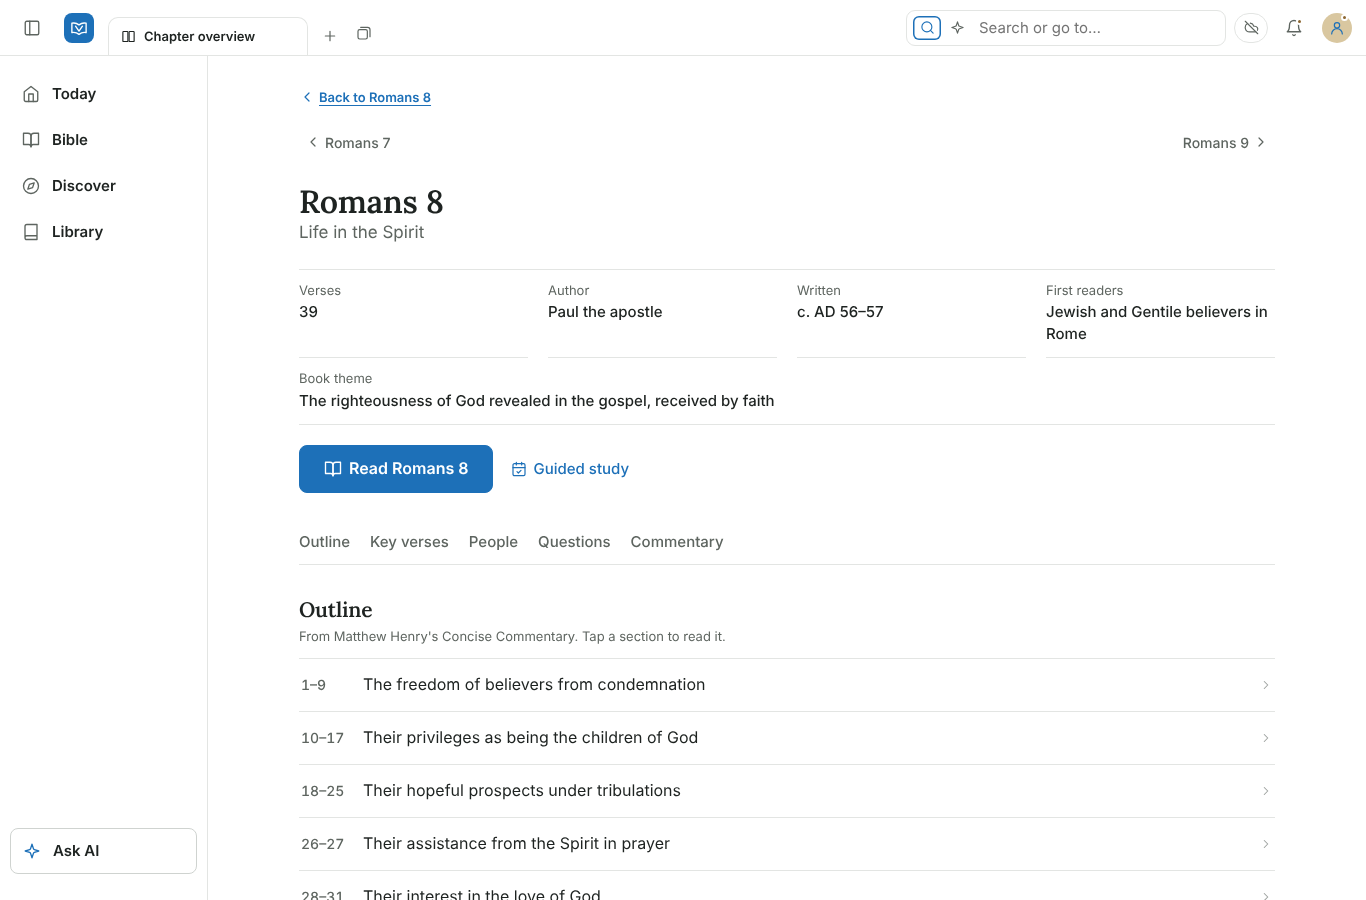 Chapter overview
Search or go to...
Today
Bible
Discover
Library
Ask AI
Back to Romans 8
Romans 7
Romans 9
Romans 8
Life in the Spirit
Verses
39
Author
Paul the apostle
Written
c. AD 56–57
First readers
Jewish and Gentile believers in
Rome
Book theme
The righteousness of God revealed in the gospel, received by faith
Read Romans 8
Guided study
Outline
Key verses
People
Questions
Commentary
Outline
From Matthew Henry's Concise Commentary. Tap a section to read it.
1–9 The freedom of believers from condemnation
10–17 Their privileges as being the children of God
18–25 Their hopeful prospects under tribulations
26–27 Their assistance from the Spirit in prayer
28–31 Their interest in the love of God